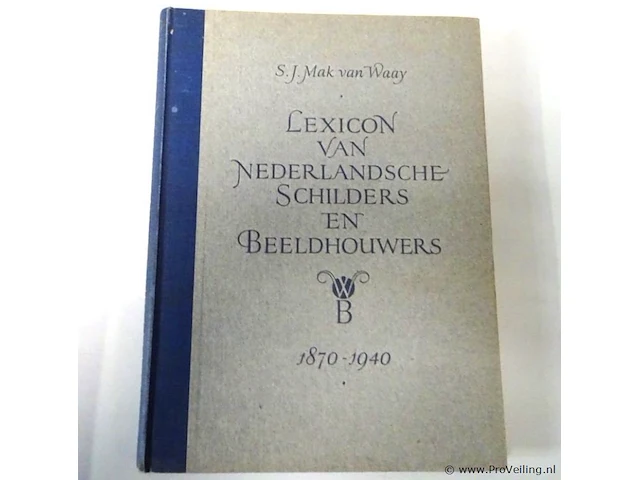 S.J. Mak van Waay
LEXICON
VAN
NEDERLANDSCHE
SCHILDERS
EN
BEELDHOUWERS
W
B
1870-1940
© www.ProVeiling.nl